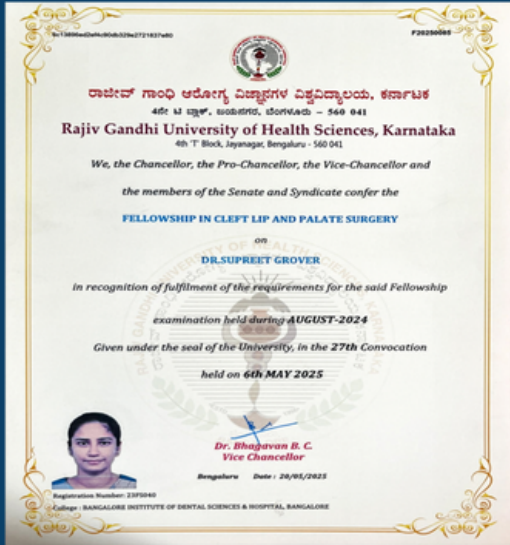 F20250085
ರಾಜೀವ್ ಗಾಂಧಿ ಆರೋಗ್ಯ ವಿಜ್ಞಾನಗಳ ವಿಶ್ವವಿದ್ಯಾಲಯ, ಕರ್ನಾಟಕ
4ನೇ ಟಿ ಬ್ಲಾಕ್, ಜಯನಗರ, ಬೆಂಗಳೂರು - 560 041
Rajiv Gandhi University of Health Sciences, Karnataka
4th 'T' Block, Jayanagar, Bengaluru - 560 041
We, the Chancellor, the Pro-Chancellor, the Vice-Chancellor and
the members of the Senate and Syndicate confer the
FELLOWSHIP IN CLEFT LIP AND PALATE SURGERY
on
DR.SUPREET GROVER
in recognition of fulfilment of the requirements for the said Fellowship
examination held during AUGUST-2024
Given under the seal of the University, in the 27th Convocation
held on 6th MAY 2025
Dr. Bhagavan B. C.
Vice Chancellor
Bengaluru Date : 20/05/2025
Registration Number: 23FS040
College : BANGALORE INSTITUTE OF DENTAL SCIENCES & HOSPITAL, BANGALORE